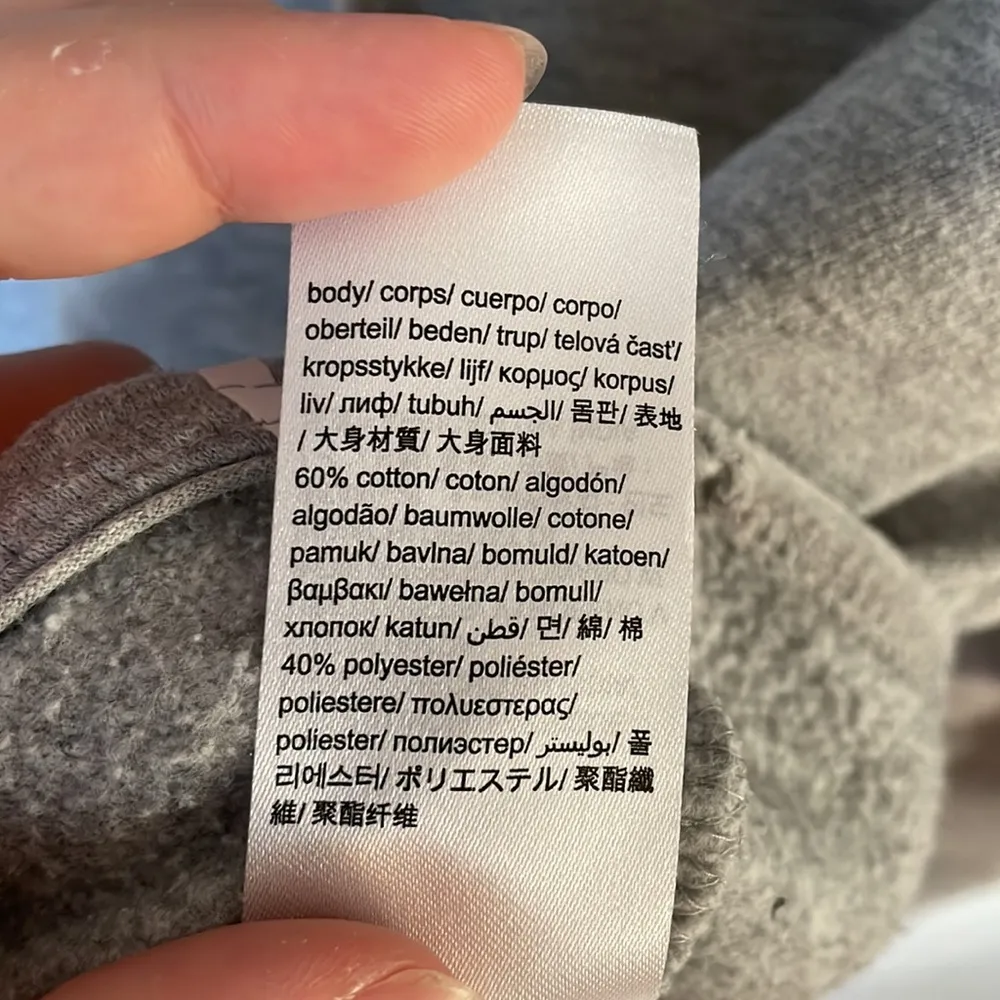 body/ corps/ cuerpo/ corpo/
oberteil/ beden/ trup/ telová časť/
kropsstykke/ lijf/ κορμος/ korpus/
liv/ лиф/ tubuh/ الجسم/ 몸판/ 表地
/ 大身材質/ 大身面料
60% cotton/ coton/ algodón/
algodão/ baumwolle/ cotone/
pamuk/ bavlna/ bomuld/ katoen/
βαμβακι/ bawełna/ bomull/
хлопок/ katun/ قطن/ 면/ 綿/ 棉
40% polyester/ poliéster/
poliestere/ πολυεστερας/
poliester/ полиэстер/ بوليستر/ 폴
리에스터/ ポリエステル/ 聚酯纖
維/ 聚酯纤维